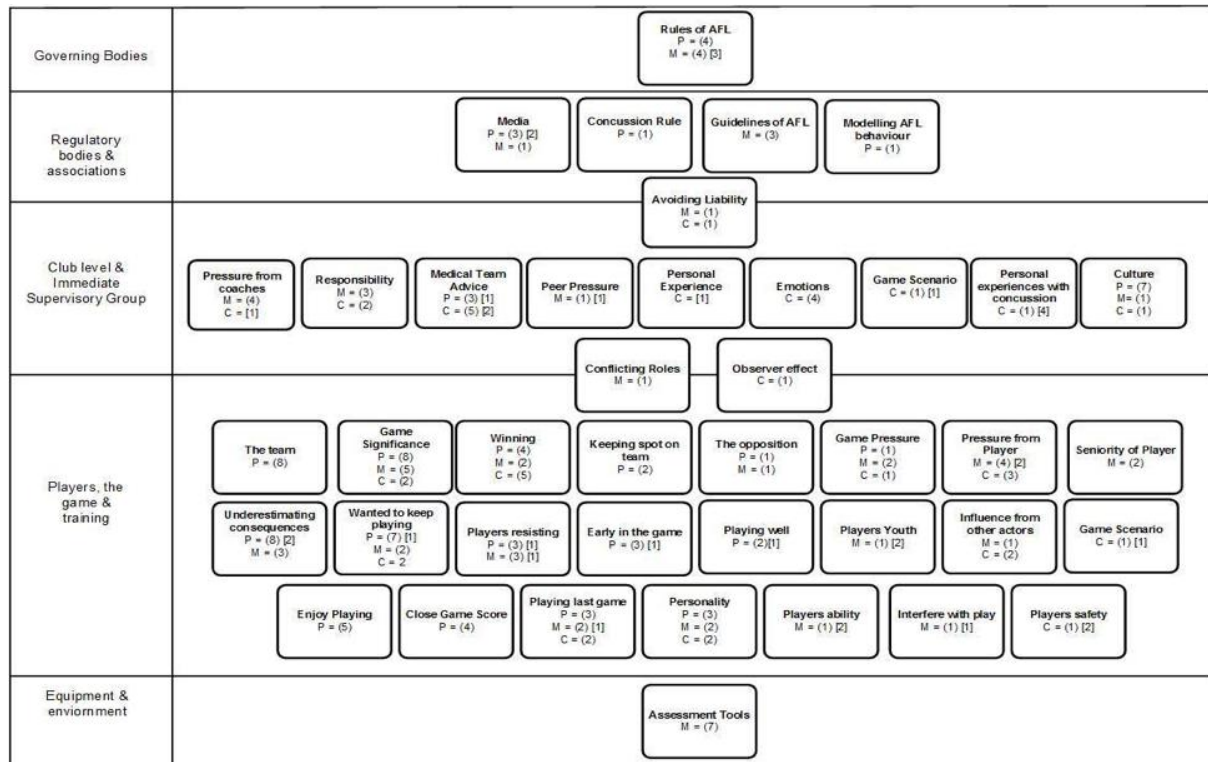 Governing Bodies
Rules of AFL
P = (4)
M = (4) [3]
Regulatory
bodies &
associations
Media
P = (3) [2]
M = (1)
Concussion Rule
P = (1)
Guidelines of AFL
M = (3)
Modelling AFL
behaviour
P = (1)
Avoiding Liability
M = (1)
C = (1)
Club level &
Immediate
Supervisory Group
Pressure from
coaches
M = (4)
C = [1]
Responsibility
M = (3)
C = (2)
Medical Team
Advice
P = (3) [1]
C = (5) [2]
Peer Pressure
M = (1) [1]
Personal
Experience
C = [1]
Emotions
C = (4)
Game Scenario
C = (1) [1]
Personal
experiences with
concussion
C = (1) [4]
Culture
P = (7)
M= (1)
C = (1)
Conflicting Roles
M = (1)
Observer effect
C = (1)
Players, the
game &
training
The team
P = (8)
Game
Significance
P = (8)
M = (5)
C = (2)
Winning
P = (4)
M = (2)
C = (5)
Keeping spot on
team
P = (2)
The opposition
P = (1)
M = (1)
Game Pressure
P = (1)
M = (2)
C = (1)
Pressure from
Player
M = (4) [2]
C = (3)
Seniority of Player
M = (2)
Underestimating
consequences
P = (8) [2]
M = (3)
Wanted to keep
playing
P = (7) [1]
M = (2)
C = 2
Players resisting
P = (3) [1]
M = (3) [1]
Early in the game
P = (3) [1]
Playing well
P = (2)[1]
Players Youth
M = (1) [2]
Influence from
other actors
M = (1)
C = (2)
Game Scenario
C = (1) [1]
Enjoy Playing
P = (5)
Close Game Score
P = (4)
Playing last game
P = (3)
M = (2) [1]
C = (2)
Personality
P = (3)
M = (2)
C = (2)
Players ability
M = (1) [2]
Interfere with play
M = (1) [1]
Players safety
C = (1) [2]
Equipment &
enviornment
Assessment Tools
M = (7)